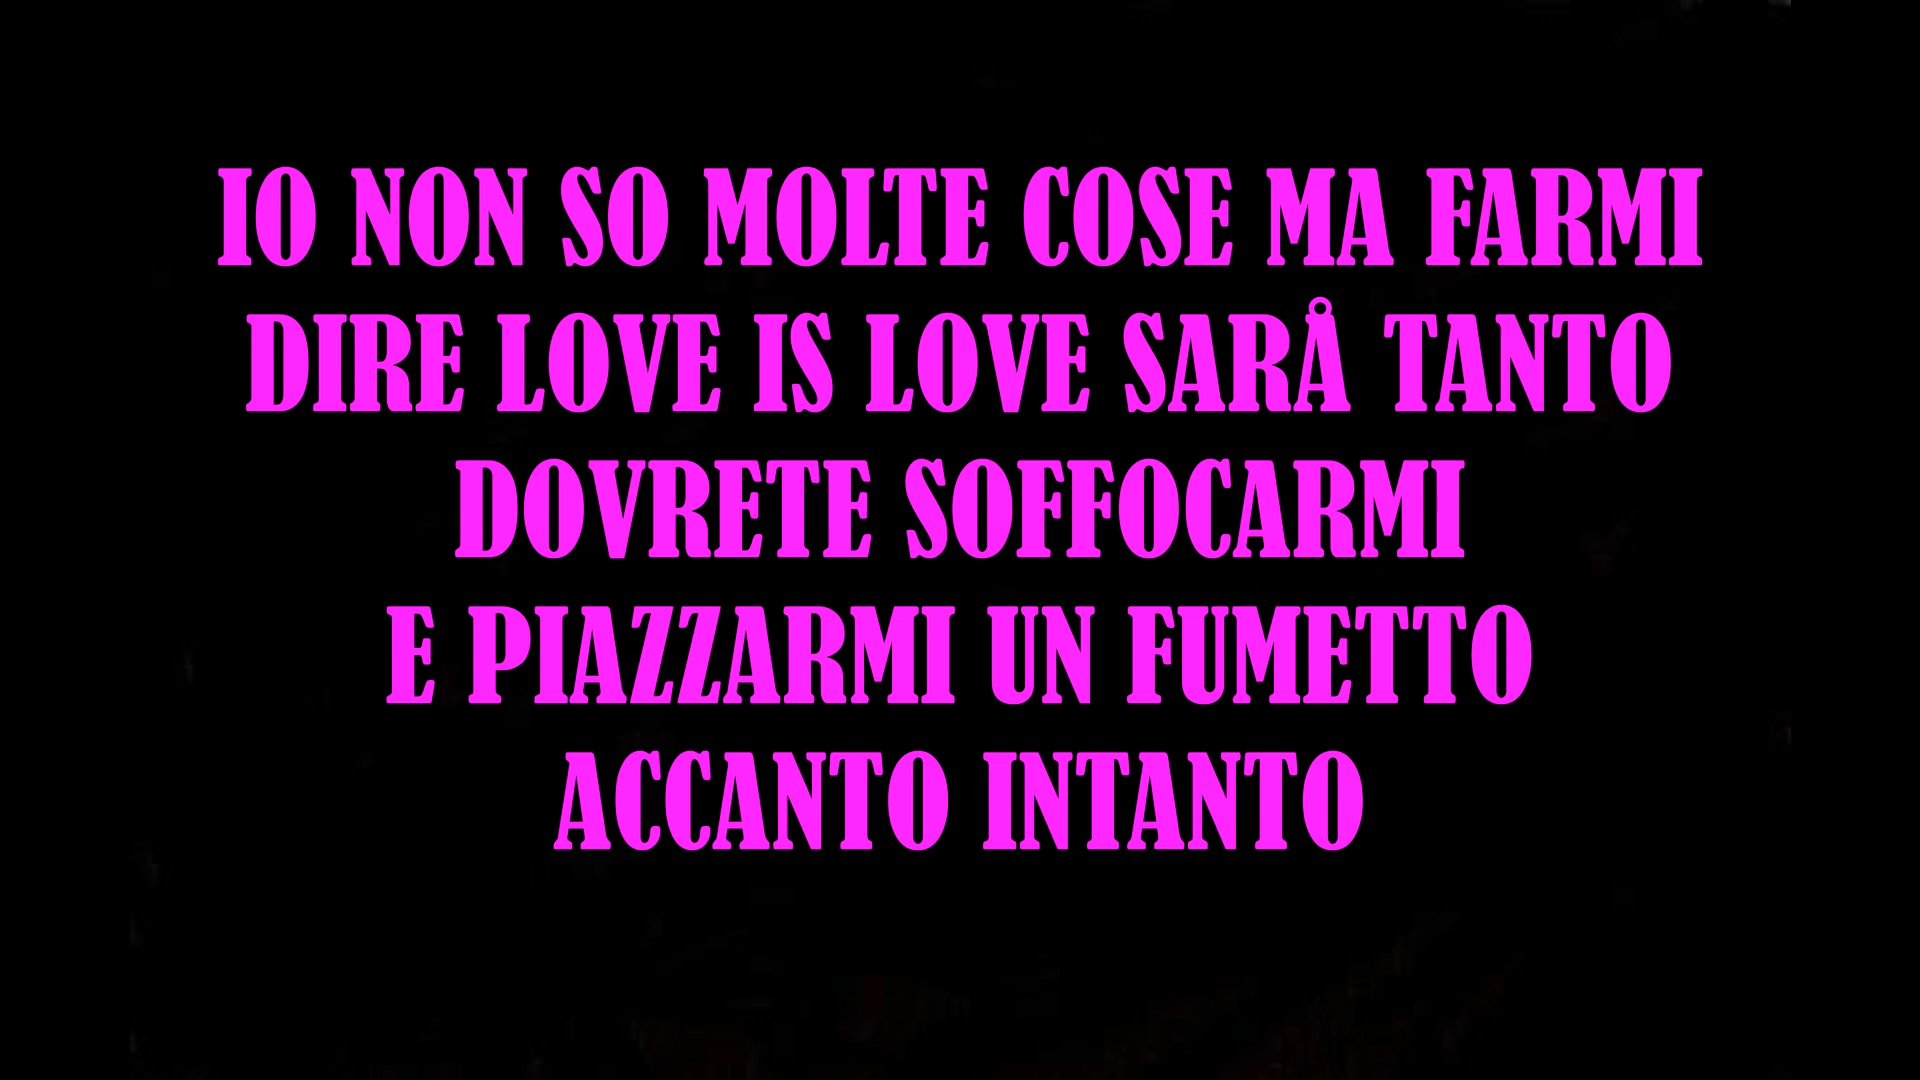 IO NON SO MOLTE COSE MA FARMI
DIRE LOVE IS LOVE SARÅ TANTO
DOVRETE SOFFOCARMI
E PIAZZARMI UN FUMETTO
ACCANTO INTANTO